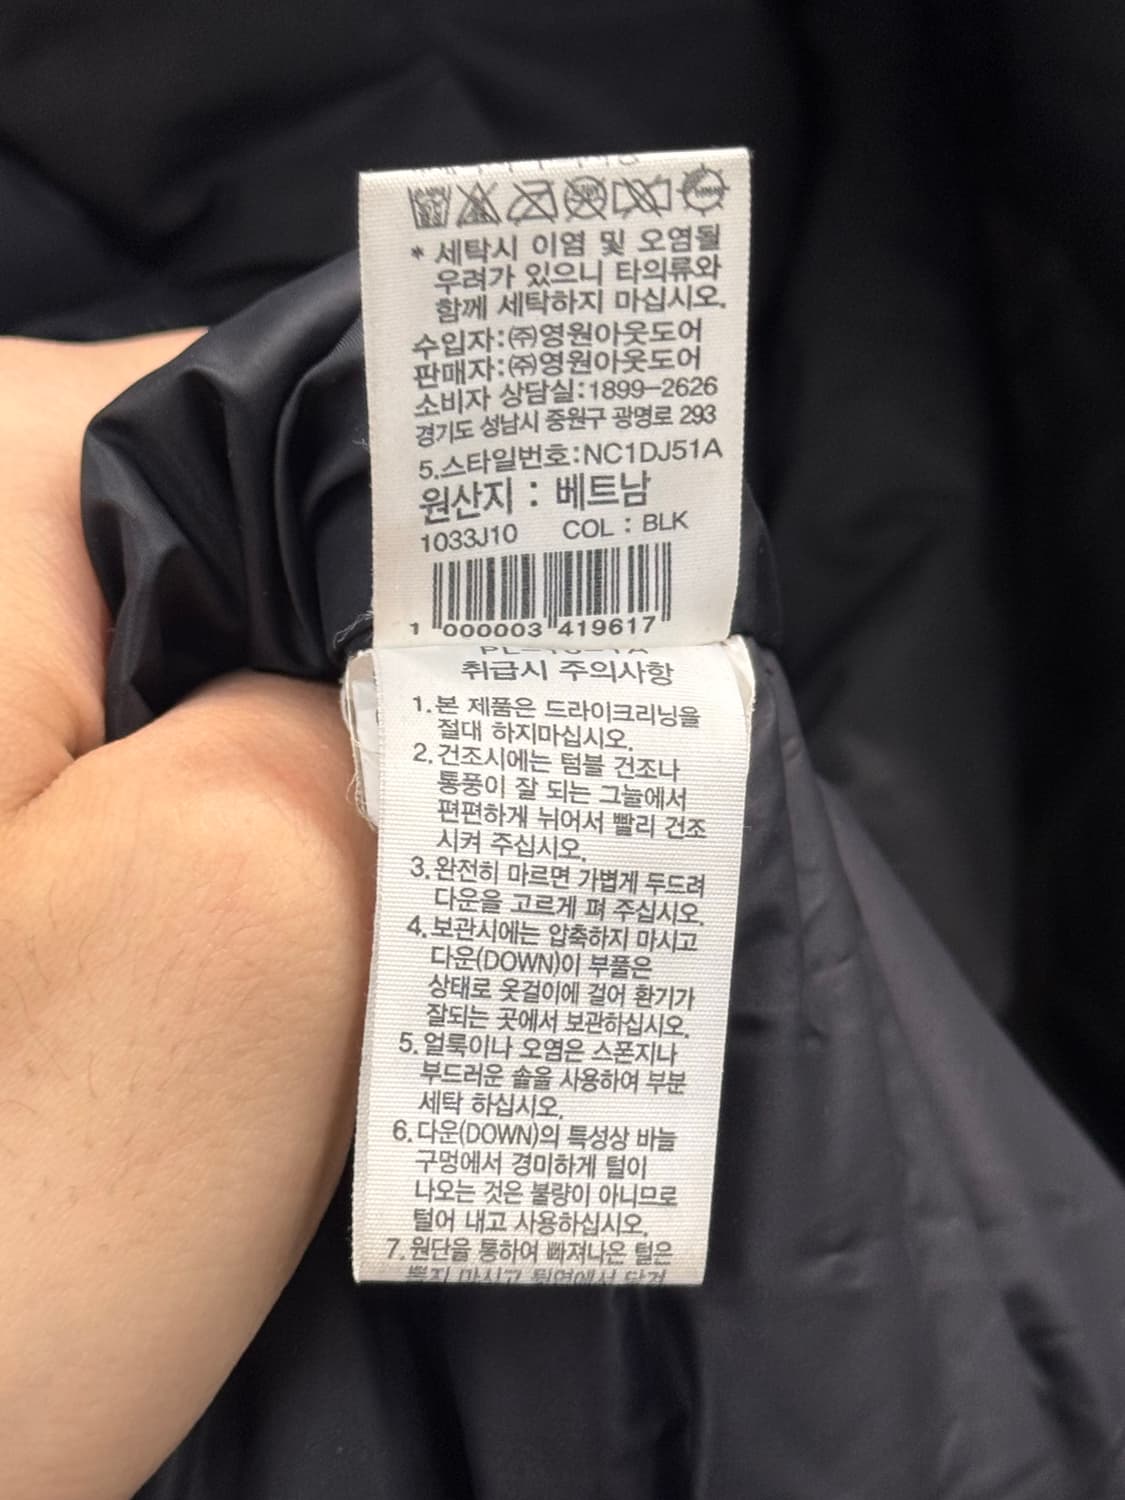 * 세탁시 이염 및 오염될
우려가 있으니 타의류와
함께 세탁하지 마십시오.
수입자:㈜영원아웃도어
판매자:㈜영원아웃도어
소비자 상담실:1899-2626
경기도 성남시 중원구 광명로 293
5.스타일번호:NC1DJ51A
원산지 : 베트남
1033J10 COL : BLK
1 000003 419617
취급시 주의사항
1.본 제품은 드라이크리닝을
절대 하지마십시오.
2.건조시에는 텀블 건조나
통풍이 잘 되는 그늘에서
편편하게 뉘어서 빨리 건조
시켜 주십시오.
3.완전히 마르면 가볍게 두드려
다운을 고르게 펴 주십시오.
4.보관시에는 압축하지 마시고
다운(DOWN)이 부풀은
상태로 옷걸이에 걸어 환기가
잘되는 곳에서 보관하십시오.
5.얼룩이나 오염은 스폰지나
부드러운 솔을 사용하여 부분
세탁 하십시오.
6.다운(DOWN)의 특성상 바늘
구멍에서 경미하게 털이
나오는 것은 불량이 아니므로
털어 내고 사용하십시오.
7.원단을 통하여 빠져나온 털은